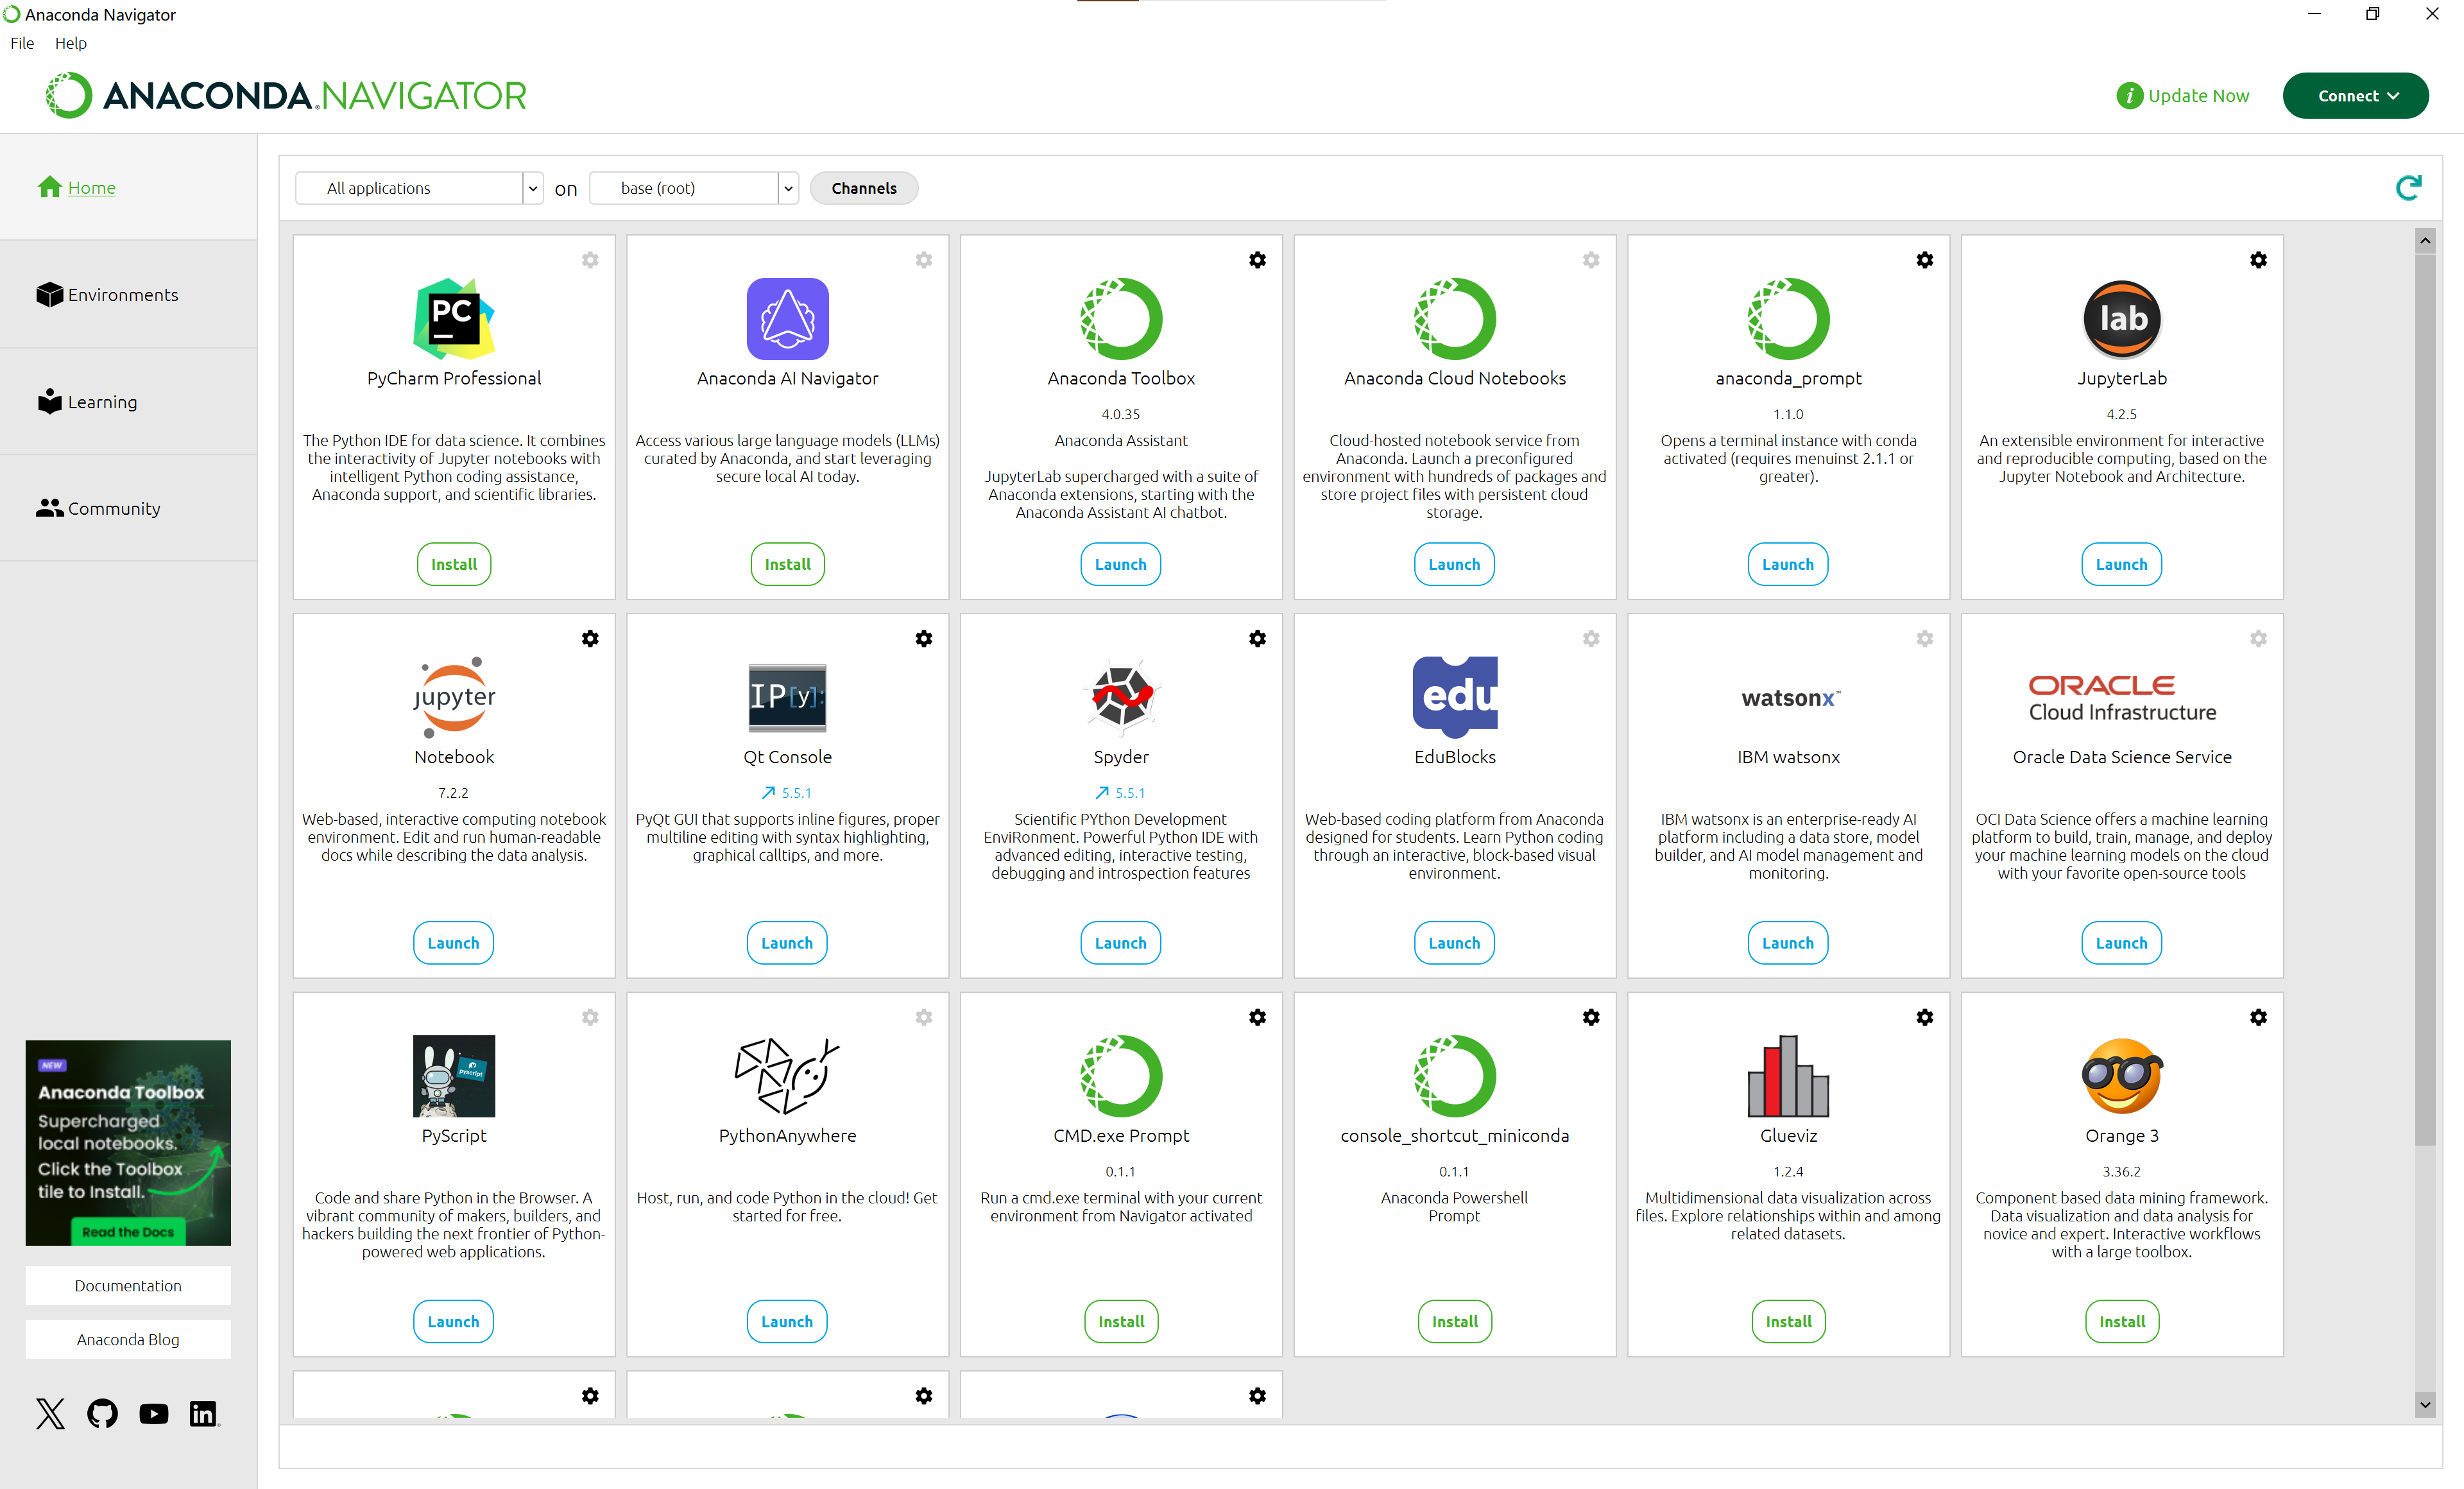 Anaconda Navigator
File Help
ANACONDA.NAVIGATOR
i Update Now
Connect
Home
Environments
Learning
Community
All applications on base (root) Channels
PC
PyCharm Professional
The Python IDE for data science. It combines
the interactivity of Jupyter notebooks with
intelligent Python coding assistance,
Anaconda support, and scientific libraries.
Install
Anaconda AI Navigator
Access various large language models (LLMs)
curated by Anaconda, and start leveraging
secure local AI today.
Install
Anaconda Toolbox
4.0.35
Anaconda Assistant
JupyterLab supercharged with a suite of
Anaconda extensions, starting with the
Anaconda Assistant AI chatbot.
Launch
Anaconda Cloud Notebooks
Cloud-hosted notebook service from
Anaconda. Launch a preconfigured
environment with hundreds of packages and
store project files with persistent cloud
storage.
Launch
anaconda_prompt
1.1.0
Opens a terminal instance with conda
activated (requires menuinst 2.1.1 or
greater).
Launch
lab
JupyterLab
4.2.5
An extensible environment for interactive
and reproducible computing, based on the
Jupyter Notebook and Architecture.
Launch
jupyter
Notebook
7.2.2
Web-based, interactive computing notebook
environment. Edit and run human-readable
docs while describing the data analysis.
Launch
IP[y]:
Qt Console
5.5.1
PyQt GUI that supports inline figures, proper
multiline editing with syntax highlighting,
graphical calltips, and more.
Launch
Spyder
5.5.1
Scientific PYthon Development
EnviRonment. Powerful Python IDE with
advanced editing, interactive testing,
debugging and introspection features
Launch
edu
EduBlocks
Web-based coding platform from Anaconda
designed for students. Learn Python coding
through an interactive, block-based visual
environment.
Launch
watsonx™
IBM watsonx
IBM watsonx is an enterprise-ready AI
platform including a data store, model
builder, and AI model management and
monitoring.
Launch
ORACLE
Cloud Infrastructure
Oracle Data Science Service
OCI Data Science offers a machine learning
platform to build, train, manage, and deploy
your machine learning models on the cloud
with your favorite open-source tools
Launch
Pyscript
PyScript
Code and share Python in the Browser. A
vibrant community of makers, builders, and
hackers building the next frontier of Python-
powered web applications.
Launch
PythonAnywhere
Host, run, and code Python in the cloud! Get
started for free.
Launch
CMD.exe Prompt
0.1.1
Run a cmd.exe terminal with your current
environment from Navigator activated
Install
console_shortcut_miniconda
0.1.1
Anaconda Powershell
Prompt
Install
Glueviz
1.2.4
Multidimensional data visualization across
files. Explore relationships within and among
related datasets.
Install
Orange 3
3.36.2
Component based data mining framework.
Data visualization and data analysis for
novice and expert. Interactive workflows
with a large toolbox.
Install
NEW
Anaconda Toolbox
Supercharged
local notebooks.
Click the Toolbox
tile to Install.
Read the Docs
Documentation
Anaconda Blog
in